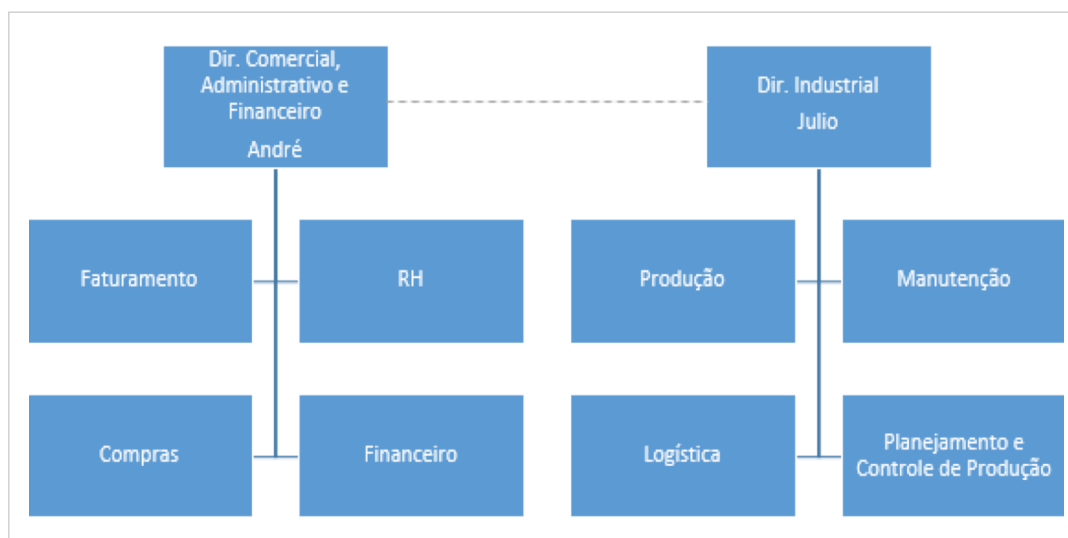 Dir. Comercial,
Administrativo e
Financeiro
André
Dir. Industrial
Julio
Faturamento
RH
Produção
Manutenção
Compras
Financeiro
Logística
Planejamento e
Controle de Produção